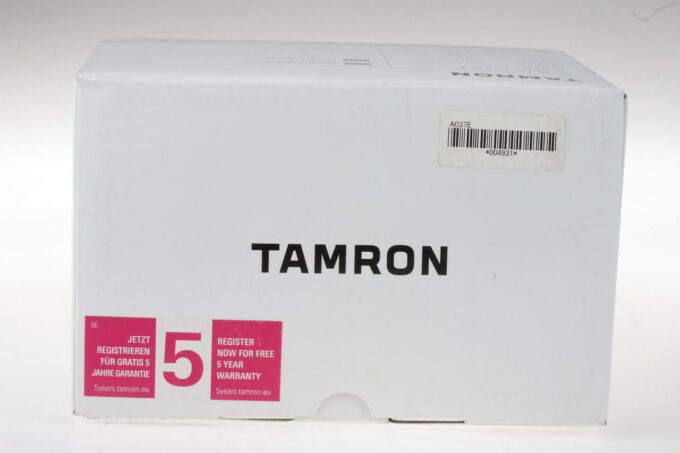 TAMRON
A037E
*004931*
TAMRON
DE
JETZT
REGISTRIEREN
FÜR GRATIS 5
JAHRE GARANTIE
5years.tamron.eu
5
REGISTER
NOW FOR FREE
5 YEAR
WARRANTY
5years.tamron.eu